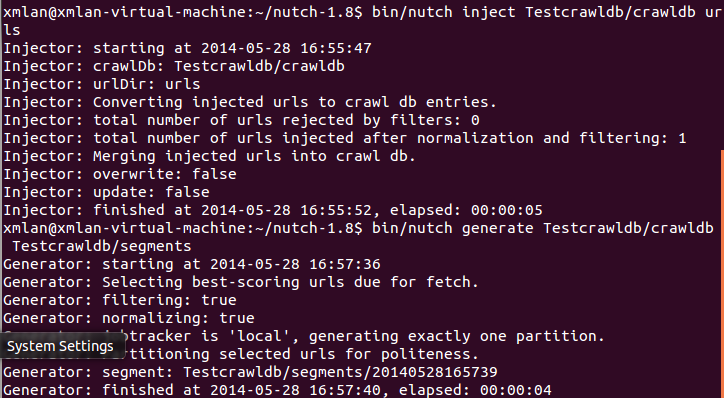 xmlan@xmlan-virtual-machine:~/nutch-1.8$ bin/nutch inject Testcrawldb/crawldb ur
ls
Injector: starting at 2014-05-28 16:55:47
Injector: crawlDb: Testcrawldb/crawldb
Injector: urlDir: urls
Injector: Converting injected urls to crawl db entries.
Injector: total number of urls rejected by filters: 0
Injector: total number of urls injected after normalization and filtering: 1
Injector: Merging injected urls into crawl db.
Injector: overwrite: false
Injector: update: false
Injector: finished at 2014-05-28 16:55:52, elapsed: 00:00:05
xmlan@xmlan-virtual-machine:~/nutch-1.8$ bin/nutch generate Testcrawldb/crawldb
Testcrawldb/segments
Generator: starting at 2014-05-28 16:57:36
Generator: Selecting best-scoring urls due for fetch.
Generator: filtering: true
Generator: normalizing: true
is 'local', generating exactly one partition.
System Settings
selected urls for politeness.
Generator: segment: Testcrawldb/segments/20140528165739
Generator: finished at 2014-05-28 16:57:40, elapsed: 00:00:04